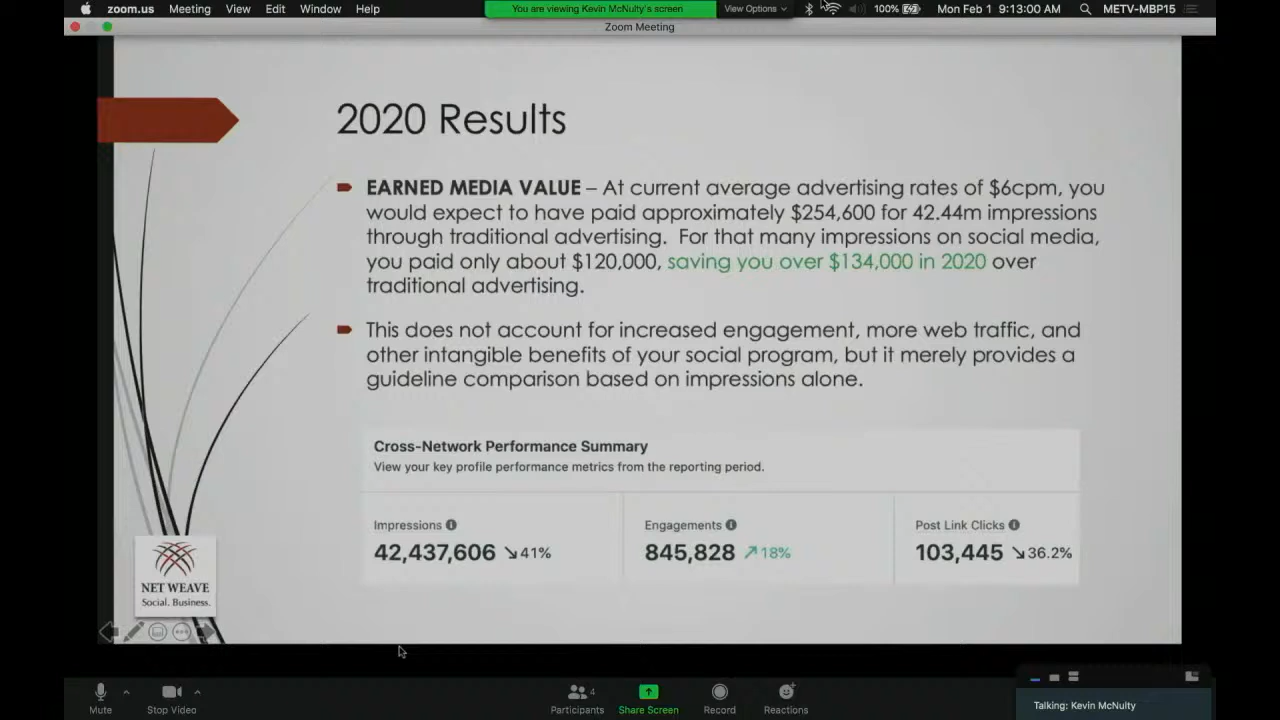 zoom.us Meeting View Edit Window Help You are viewing Kevin McNulty's screen View Options 100% Mon Feb 1 9:13:00 AM METV-MBP15
Zoom Meeting
2020 Results
EARNED MEDIA VALUE – At current average advertising rates of $6cpm, you
would expect to have paid approximately $254,600 for 42.44m impressions
through traditional advertising. For that many impressions on social media,
you paid only about $120,000, saving you over $134,000 in 2020 over
traditional advertising.
This does not account for increased engagement, more web traffic, and
other intangible benefits of your social program, but it merely provides a
guideline comparison based on impressions alone.
Cross-Network Performance Summary
View your key profile performance metrics from the reporting period.
Impressions Engagements Post Link Clicks
42,437,606 ↘41% 845,828 ↗18% 103,445 ↘36.2%
NET WEAVE
Social. Business.
4
Mute Stop Video Participants Share Screen Record Reactions
Talking: Kevin McNulty